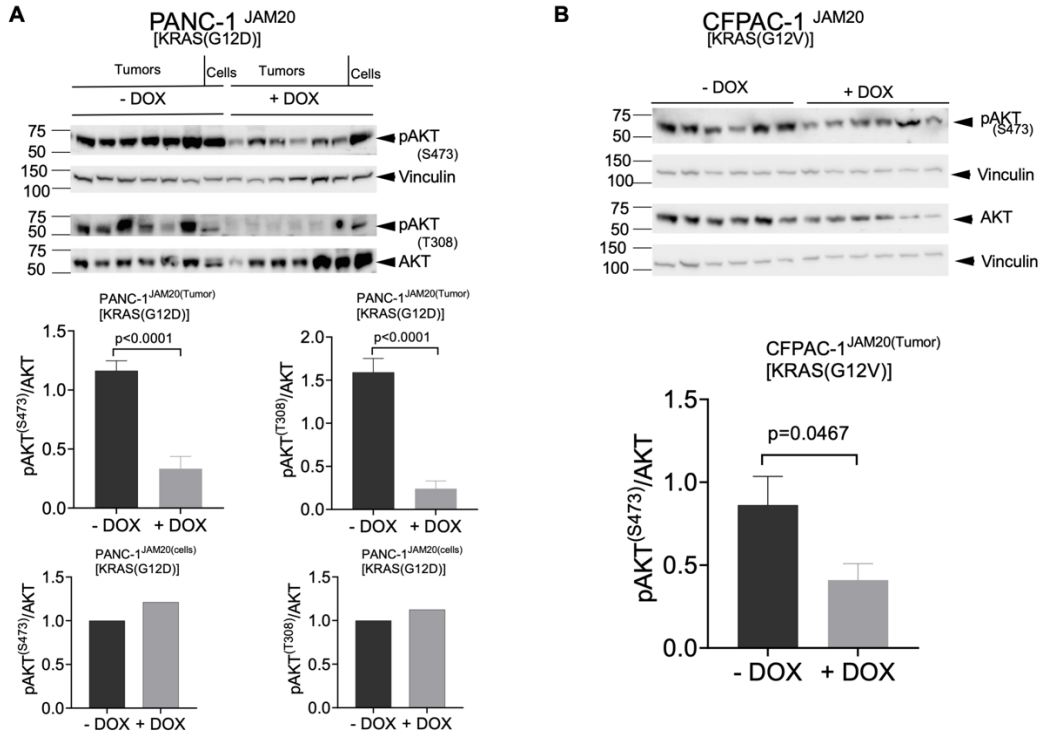 A
PANC-1 JAM20
[KRAS(G12D)]
Tumors Cells Tumors Cells
- DOX + DOX
75
50
pAKT
(S473)
150
100
Vinculin
75
50
pAKT
(T308)
75
50
AKT
PANC-1JAM20(Tumor)
[KRAS(G12D)]
p<0.0001
pAKT(S473)/AKT
1.5
1.0
0.5
0.0
- DOX + DOX
PANC-1JAM20(Tumor)
[KRAS(G12D)]
p<0.0001
pAKT(T308)/AKT
2.0
1.5
1.0
0.5
0.0
- DOX + DOX
PANC-1JAM20(cells)
[KRAS(G12D)]
pAKT(S473)/AKT
1.5
1.0
1.5
0.0
- DOX + DOX
PANC-1JAM20(cells)
[KRAS(G12D)]
pAKT(T308)/AKT
1.5
1.0
1.5
0.0
- DOX + DOX
B
CFPAC-1 JAM20
[KRAS(G12V)]
- DOX + DOX
75
50
pAKT
(S473)
150
100
Vinculin
75
50
AKT
150
100
Vinculin
CFPAC-1JAM20(Tumor)
[KRAS(G12V)]
p=0.0467
pAKT(S473)/AKT
1.5
1.0
0.5
0.0
- DOX + DOX